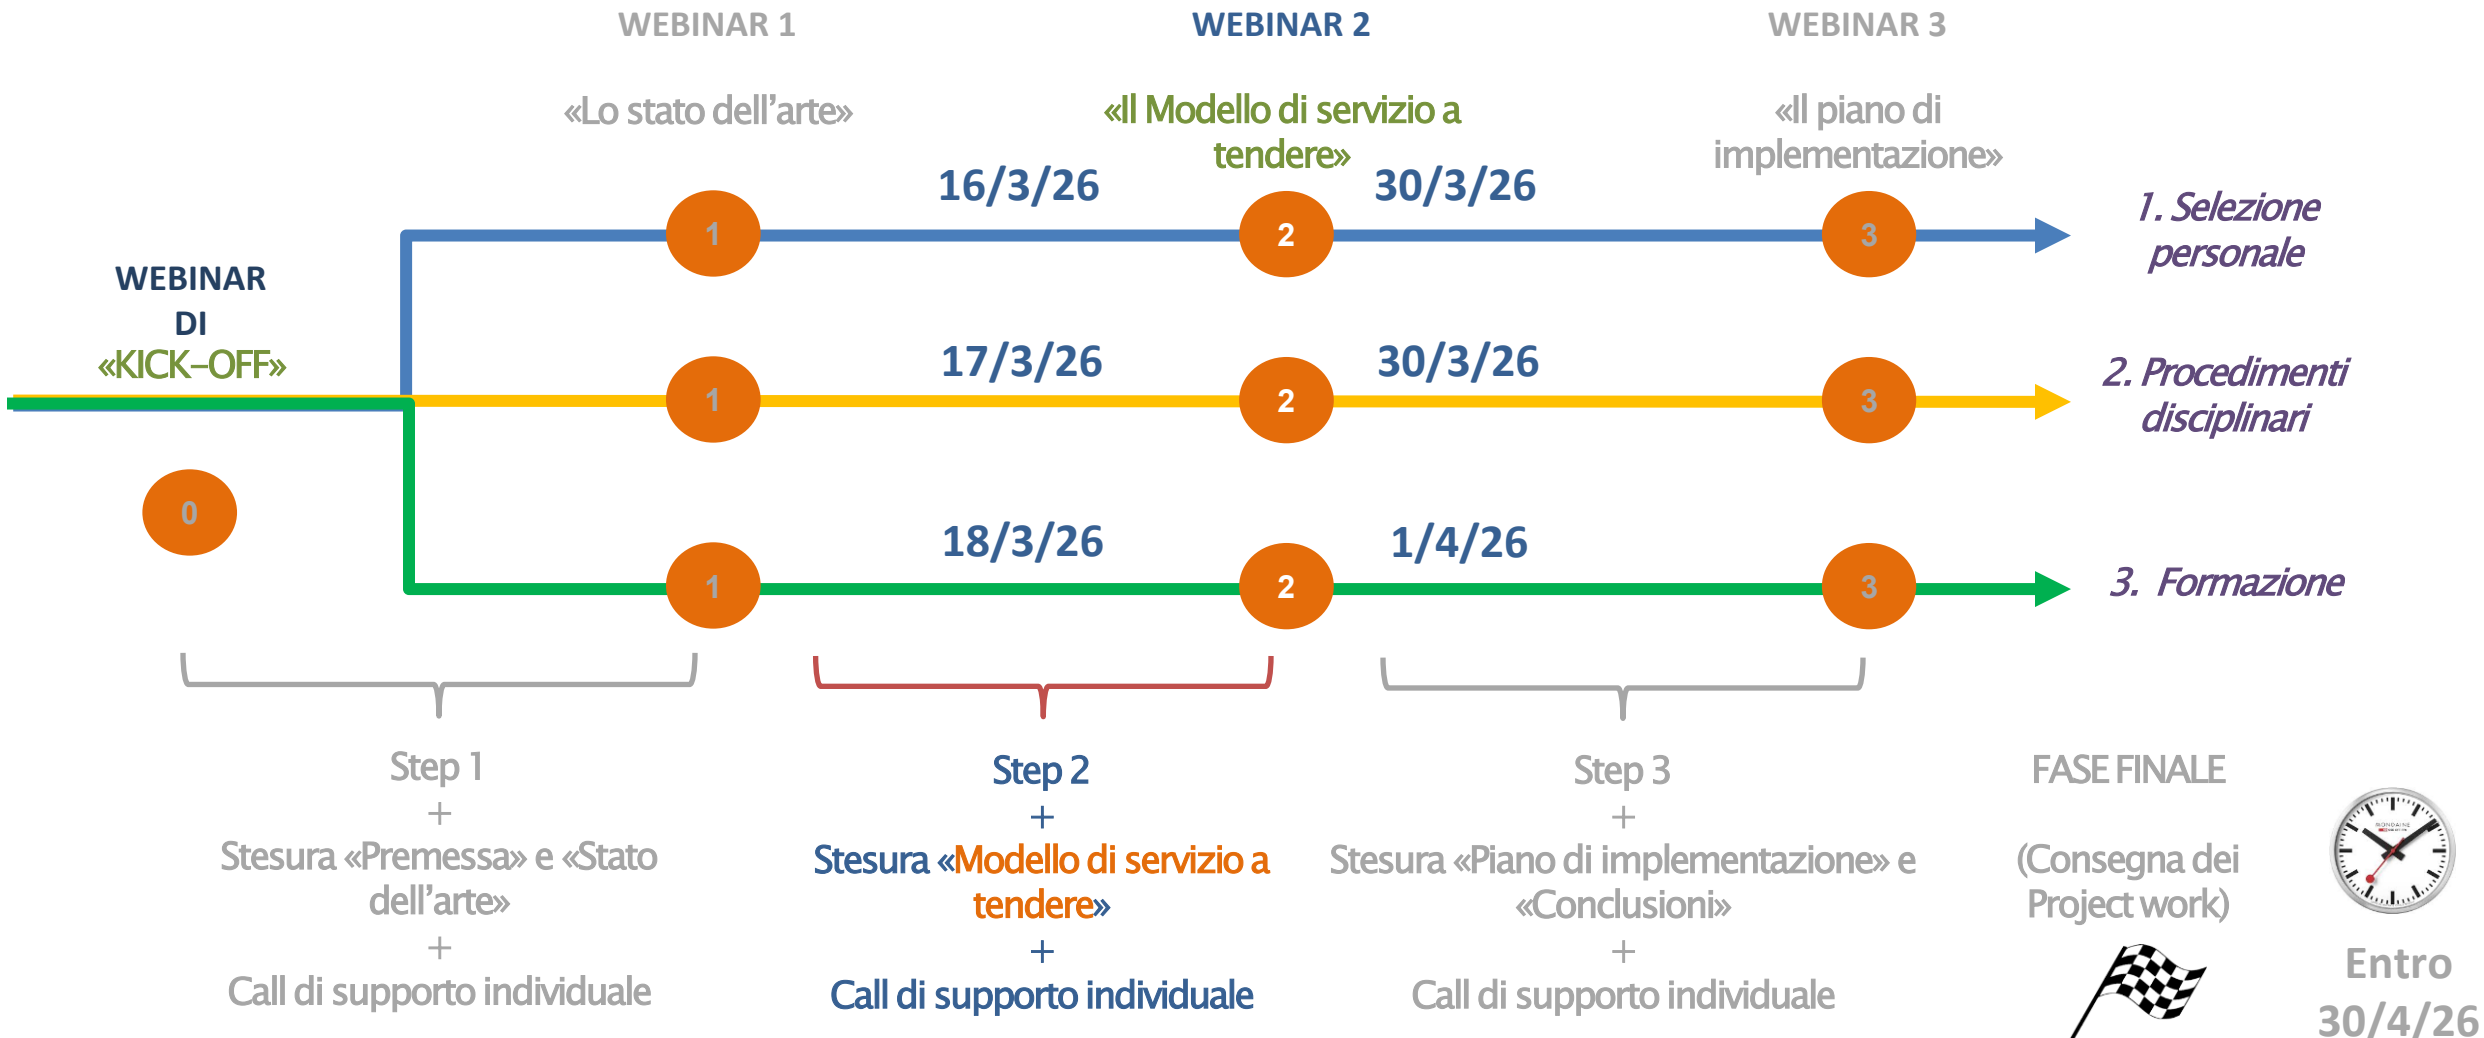 WEBINAR 1
WEBINAR 2
WEBINAR 3
«Lo stato dell'arte»
«Il Modello di servizio a
tendere»
«Il piano di
implementazione»
16/3/26
30/3/26
1
2
3
1. Selezione
personale
WEBINAR
DI
«KICK-OFF»
17/3/26
30/3/26
1
2
3
2. Procedimenti
disciplinari
0
18/3/26
1/4/26
1
2
3
3. Formazione
Step 1
+
Stesura «Premessa» e «Stato
dell'arte»
+
Call di supporto individuale
Step 2
+
Stesura «Modello di servizio a
tendere»
+
Call di supporto individuale
Step 3
+
Stesura «Piano di implementazione» e
«Conclusioni»
+
Call di supporto individuale
FASE FINALE
(Consegna dei
Project work)
MONDAINE
Entro
30/4/26